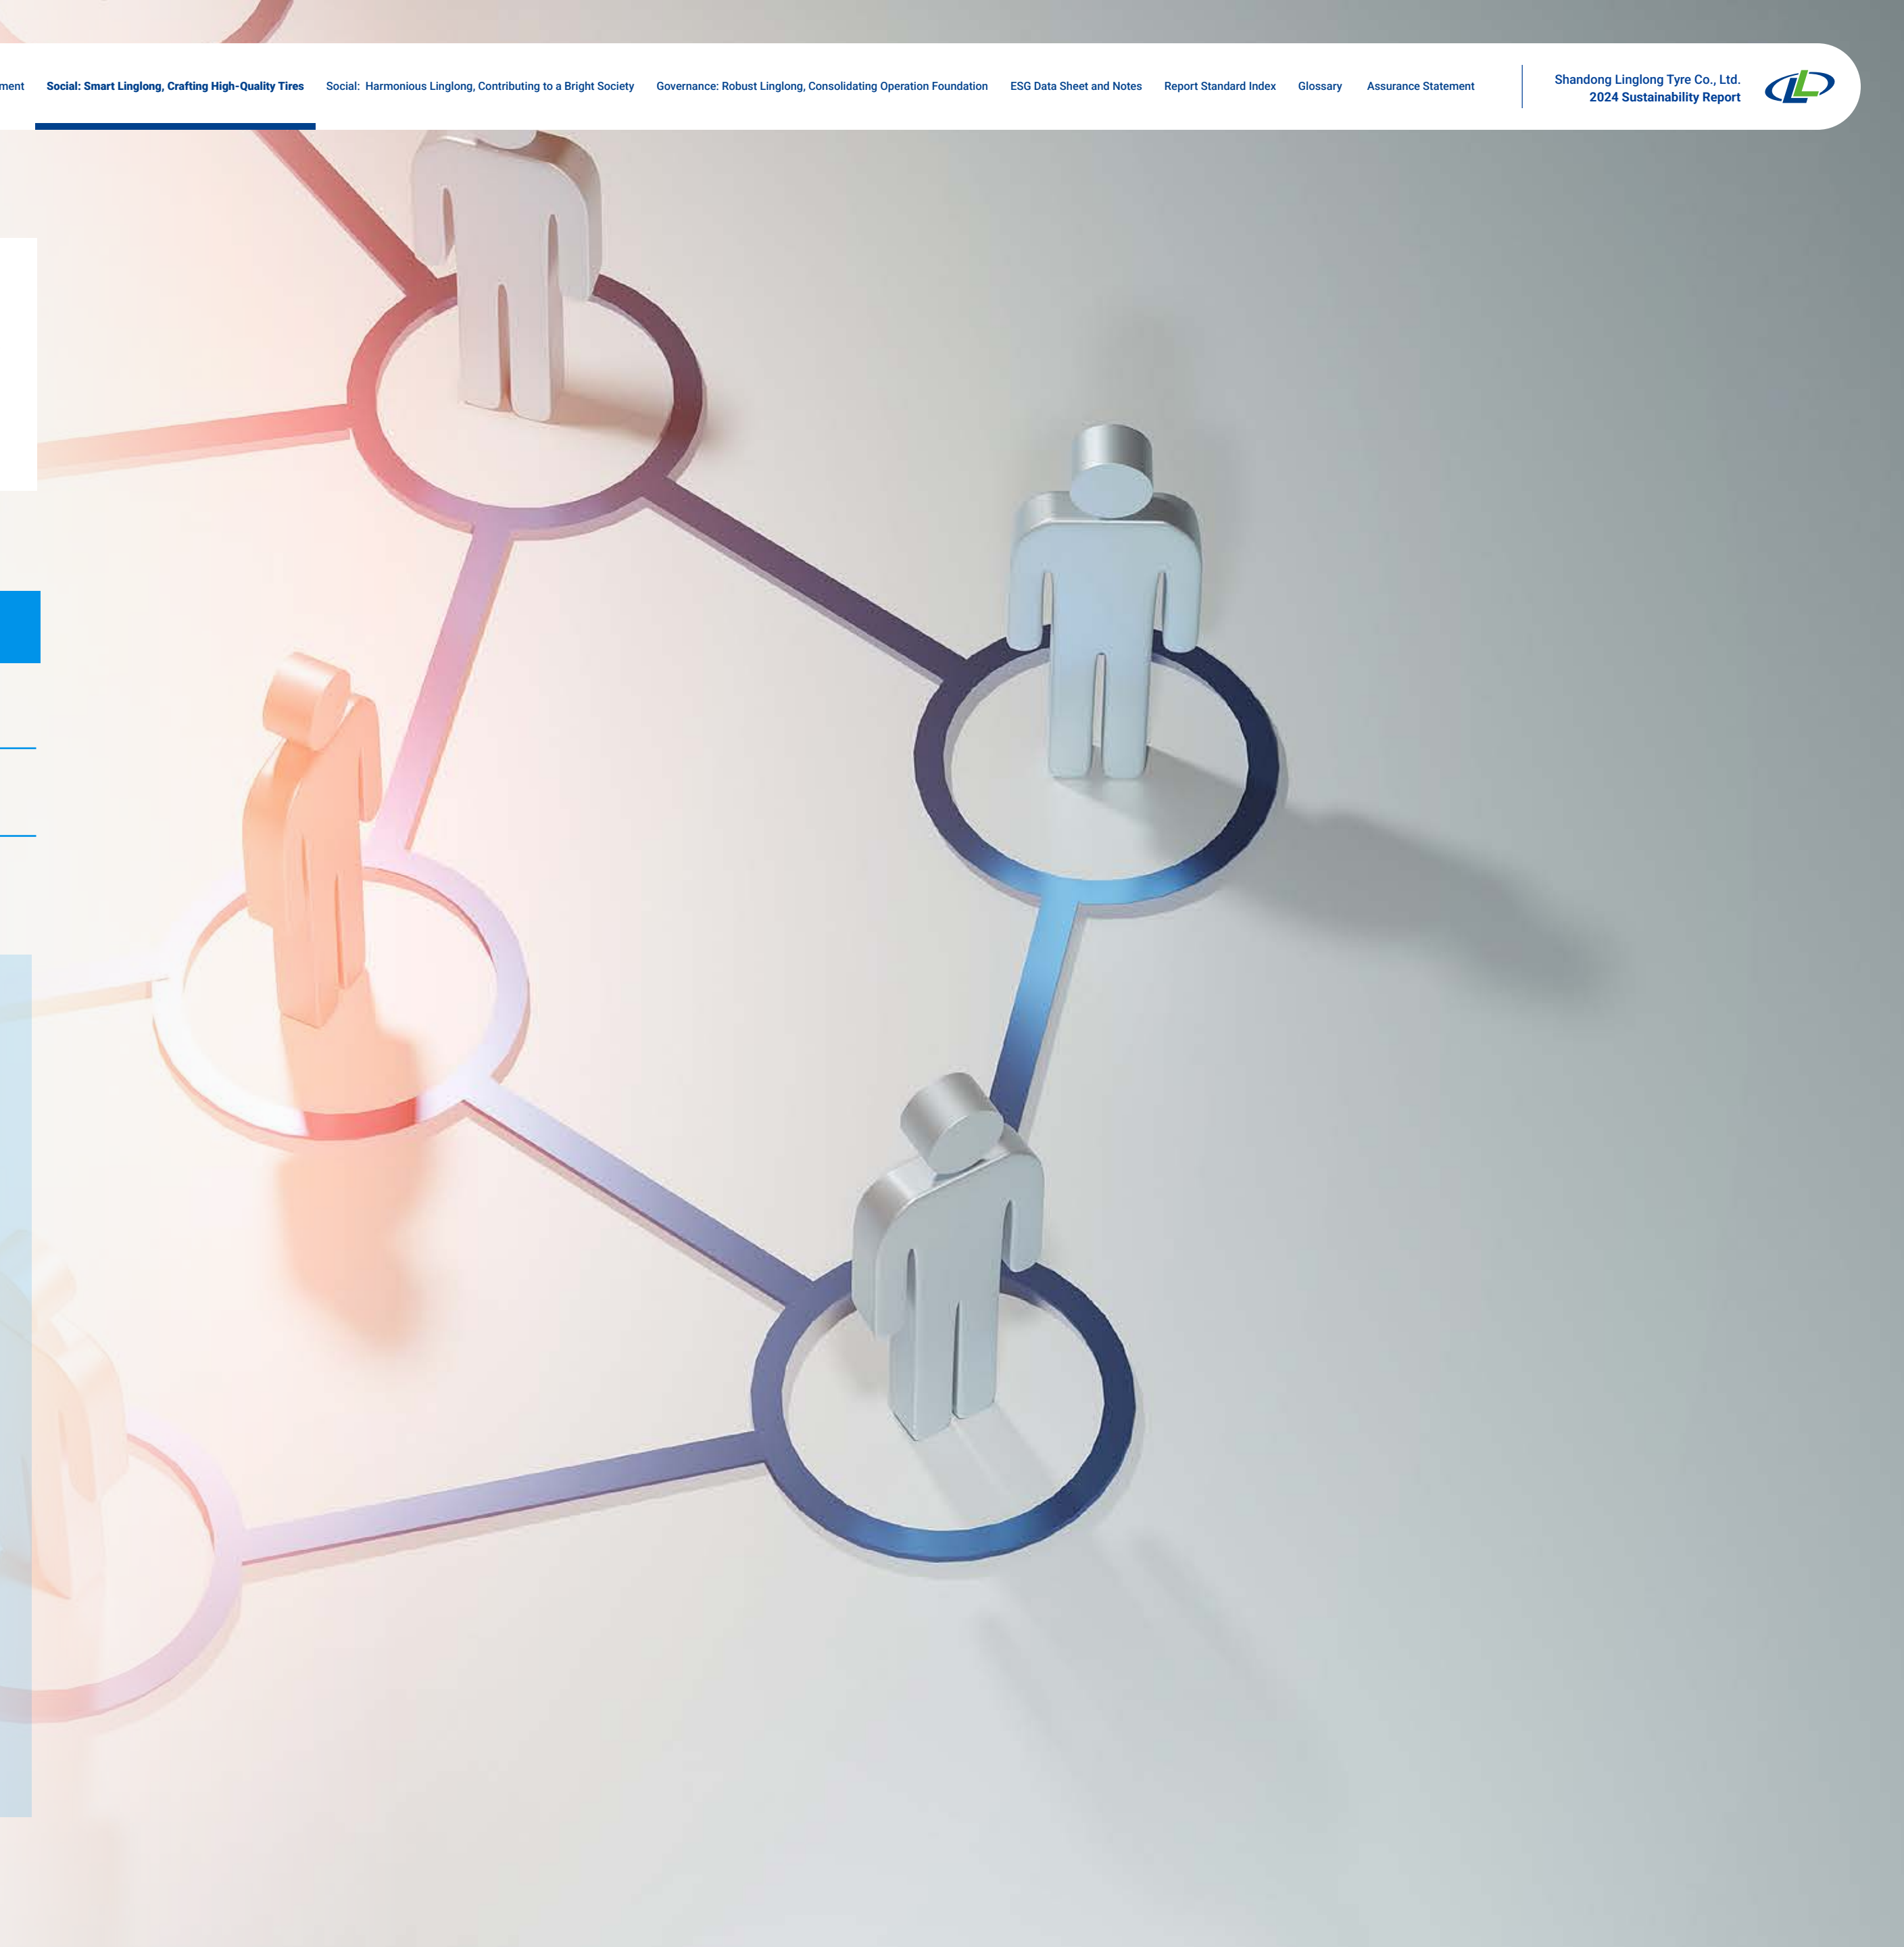 ment
Social: Smart Linglong, Crafting High-Quality Tires
Social: Harmonious Linglong, Contributing to a Bright Society
Governance: Robust Linglong, Consolidating Operation Foundation
ESG Data Sheet and Notes
Report Standard Index
Glossary
Assurance Statement
Shandong Linglong Tyre Co., Ltd.
2024 Sustainability Report